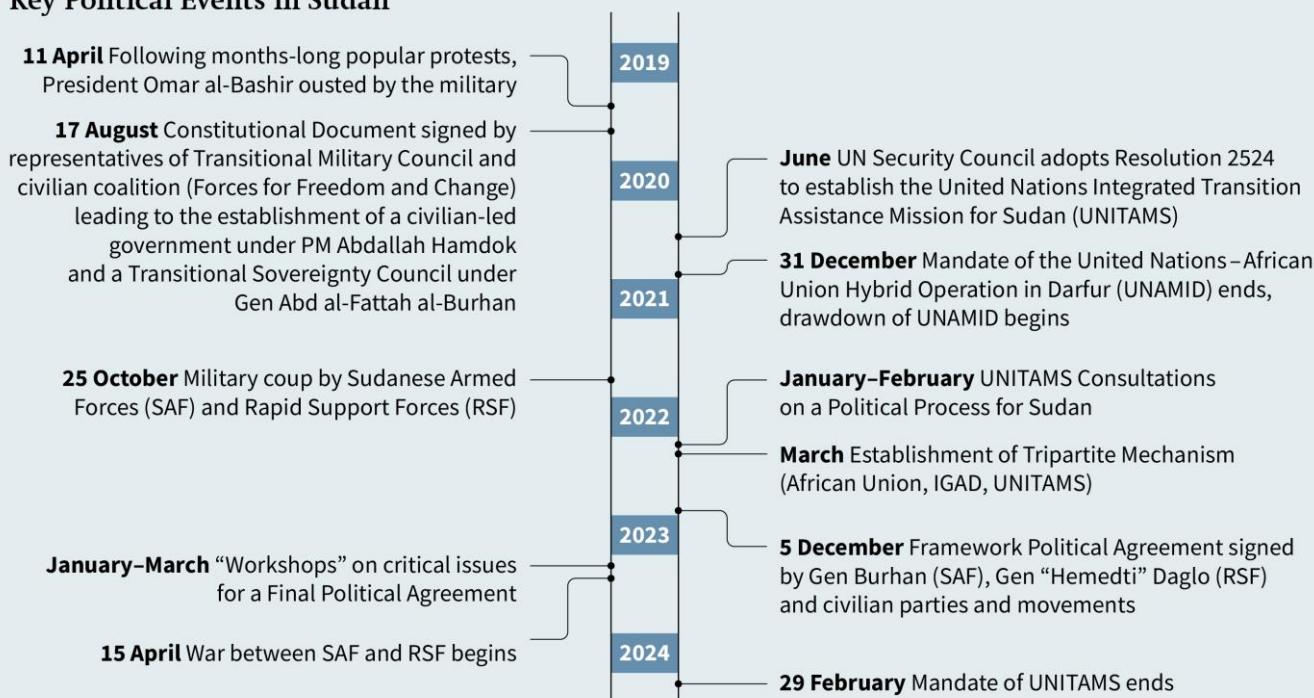 Key Political Events in Sudan
2019
11 April Following months-long popular protests,
President Omar al-Bashir ousted by the military
17 August Constitutional Document signed by
representatives of Transitional Military Council and
civilian coalition (Forces for Freedom and Change)
leading to the establishment of a civilian-led
government under PM Abdallah Hamdok
and a Transitional Sovereignty Council under
Gen Abd al-Fattah al-Burhan
2020
June UN Security Council adopts Resolution 2524
to establish the United Nations Integrated Transition
Assistance Mission for Sudan (UNITAMS)
31 December Mandate of the United Nations – African
Union Hybrid Operation in Darfur (UNAMID) ends,
drawdown of UNAMID begins
2021
25 October Military coup by Sudanese Armed
Forces (SAF) and Rapid Support Forces (RSF)
2022
January–February UNITAMS Consultations
on a Political Process for Sudan
March Establishment of Tripartite Mechanism
(African Union, IGAD, UNITAMS)
5 December Framework Political Agreement signed
by Gen Burhan (SAF), Gen “Hemedti” Daglo (RSF)
and civilian parties and movements
2023
January–March “Workshops” on critical issues
for a Final Political Agreement
15 April War between SAF and RSF begins
2024
29 February Mandate of UNITAMS ends